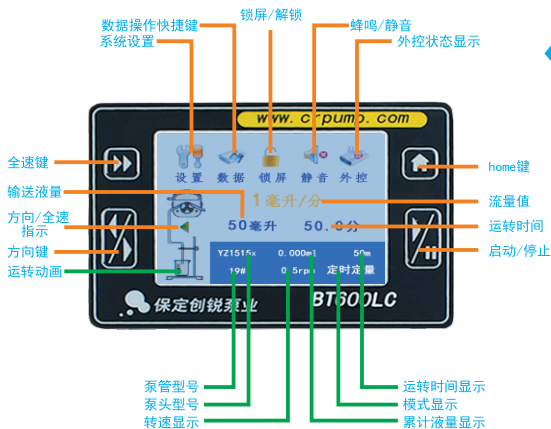 锁屏/解锁
数据操作快捷键
蜂鸣/静音
系统设置
外控状态显示
www.crpump.com
设置 数据 锁屏 静音 外控
全速键
home键
输送液量
1毫升/分
流量值
方向/全速
指示
50毫升 50.0分
运转时间
方向键
启动/停止
YZ1515x 0.000ml 50m
运转动画
19# 0.5rpm 定时定量
保定创锐泵业 BT600LC
泵管型号
运转时间显示
泵头型号
模式显示
转速显示
累计液量显示